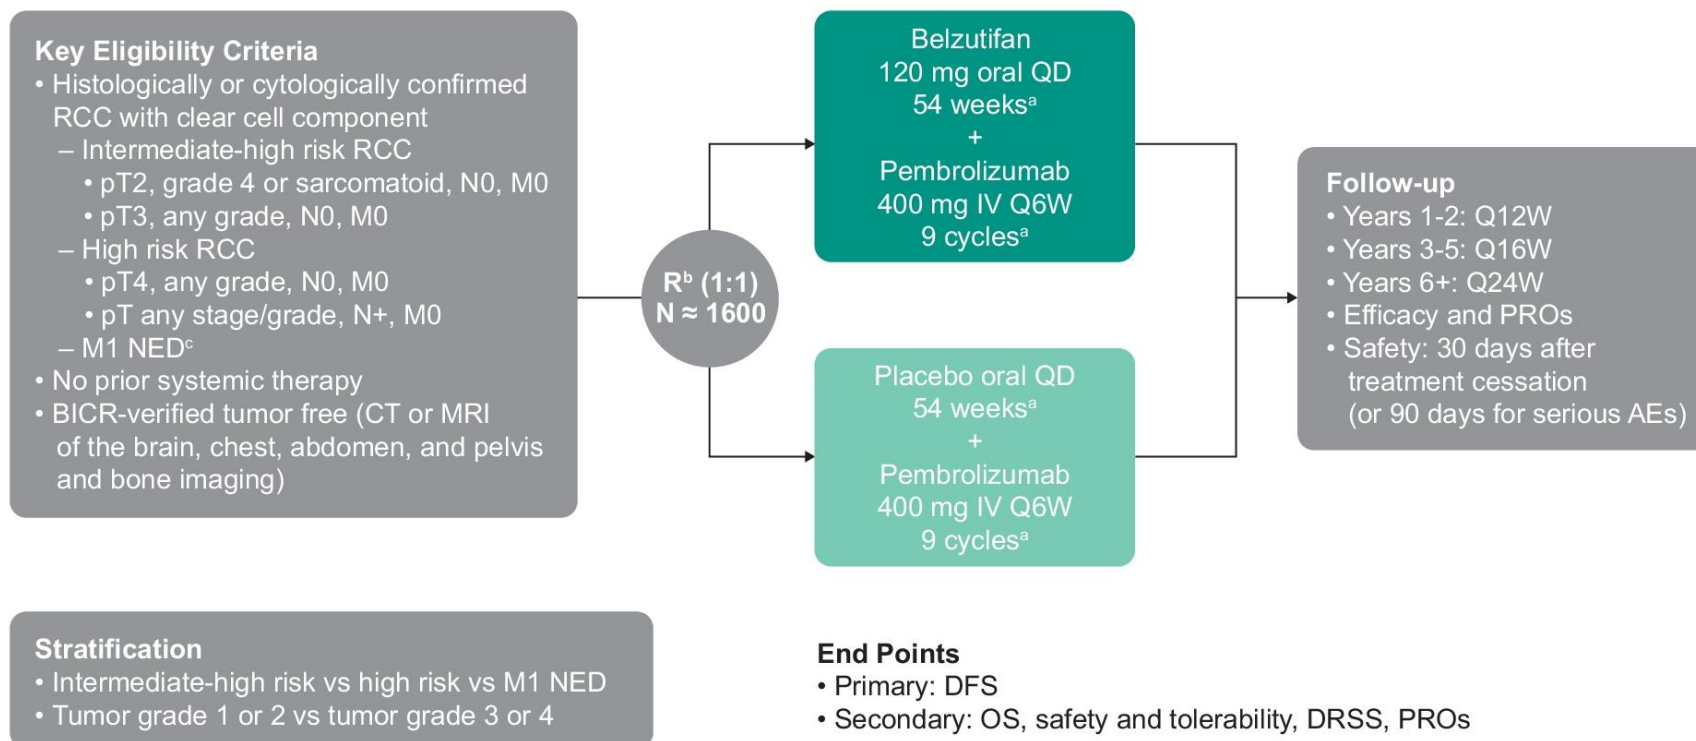 Key Eligibility Criteria
• Histologically or cytologically confirmed
RCC with clear cell component
– Intermediate-high risk RCC
• pT2, grade 4 or sarcomatoid, N0, M0
• pT3, any grade, N0, M0
– High risk RCC
• pT4, any grade, N0, M0
• pT any stage/grade, N+, M0
– M1 NEDᶜ
• No prior systemic therapy
• BICR-verified tumor free (CT or MRI
of the brain, chest, abdomen, and pelvis
and bone imaging)
Rᵇ (1:1)
N ≈ 1600
Belzutifan
120 mg oral QD
54 weeksᵃ
+
Pembrolizumab
400 mg IV Q6W
9 cyclesᵃ
Placebo oral QD
54 weeksᵃ
+
Pembrolizumab
400 mg IV Q6W
9 cyclesᵃ
Follow-up
• Years 1-2: Q12W
• Years 3-5: Q16W
• Years 6+: Q24W
• Efficacy and PROs
• Safety: 30 days after
treatment cessation
(or 90 days for serious AEs)
Stratification
• Intermediate-high risk vs high risk vs M1 NED
• Tumor grade 1 or 2 vs tumor grade 3 or 4
End Points
• Primary: DFS
• Secondary: OS, safety and tolerability, DRSS, PROs